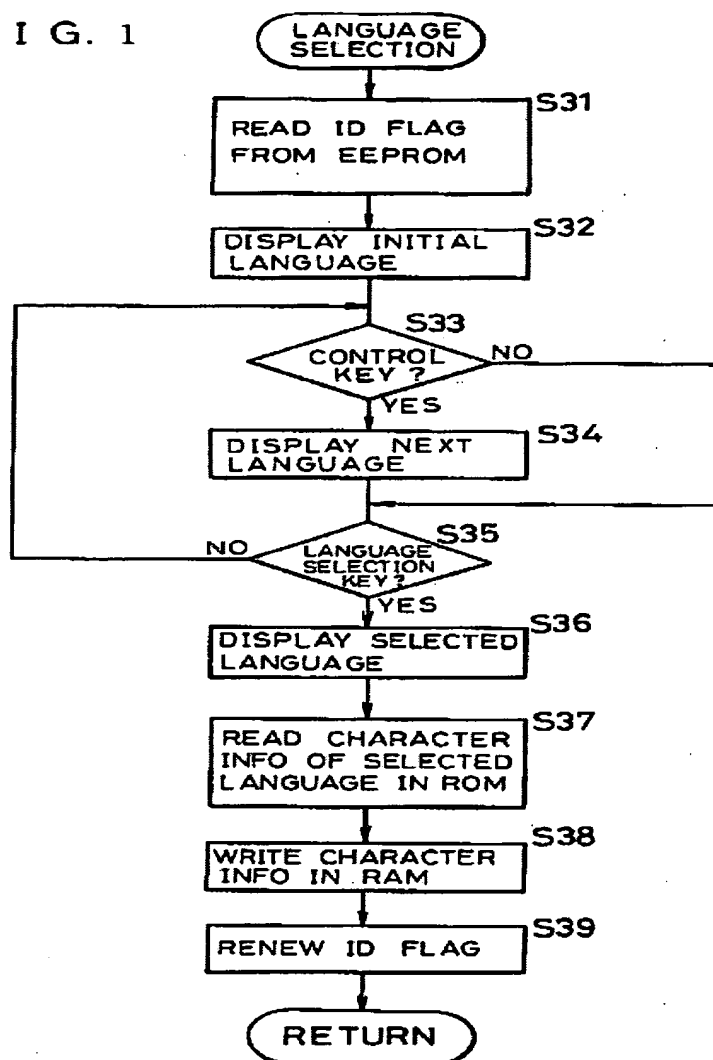 I G. 1
LANGUAGE
SELECTION
S31
READ ID FLAG
FROM EEPROM
S32
DISPLAY INITIAL
LANGUAGE
S33
CONTROL
KEY?
NO
YES
S34
DISPLAY NEXT
LANGUAGE
S35
NO
LANGUAGE
SELECTION
KEY?
YES
S36
DISPLAY SELECTED
LANGUAGE
S37
READ CHARACTER
INFO OF SELECTED
LANGUAGE IN ROM
S38
WRITE CHARACTER
INFO IN RAM
S39
RENEW ID FLAG
RETURN